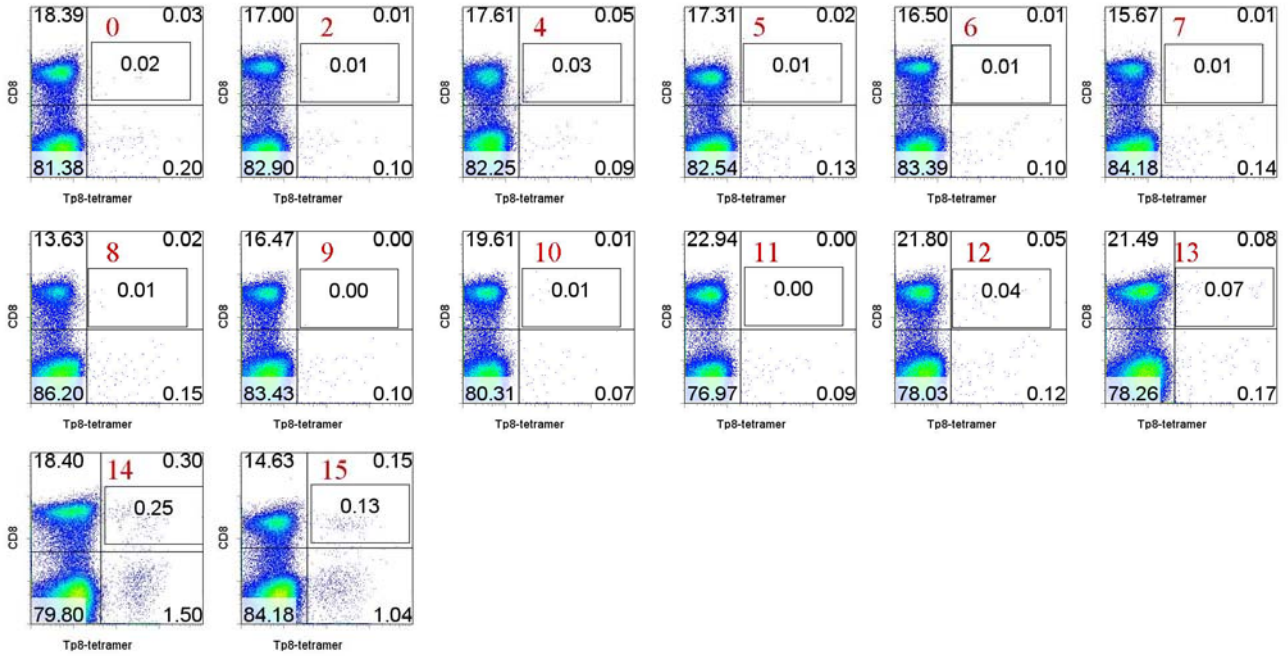 18.39 0.03 17.00 0.01 17.61 0.05 17.31 0.02 16.50 0.01 15.67 0.01
0 2 4 5 6 7
0.02 0.01 0.03 0.01 0.01 0.01
CD8 CD8 CD8 CD8 CD8 CD8
81.38 0.20 82.90 0.10 82.25 0.09 82.54 0.13 83.39 0.10 84.18 0.14
Tp8-tetramer Tp8-tetramer Tp8-tetramer Tp8-tetramer Tp8-tetramer Tp8-tetramer
13.63 0.02 16.47 0.00 19.61 0.01 22.94 0.00 21.80 0.05 21.49 0.08
8 9 10 11 12 13
0.01 0.00 0.01 0.00 0.04 0.07
CD8 CD8 CD8 CD8 CD8 CD8
86.20 0.15 83.43 0.10 80.31 0.07 76.97 0.09 78.03 0.12 78.26 0.17
Tp8-tetramer Tp8-tetramer Tp8-tetramer Tp8-tetramer Tp8-tetramer Tp8-tetramer
18.40 0.30 14.63 0.15
14 15
0.25 0.13
CD8 CD8
79.80 1.50 84.18 1.04
Tp8-tetramer Tp8-tetramer